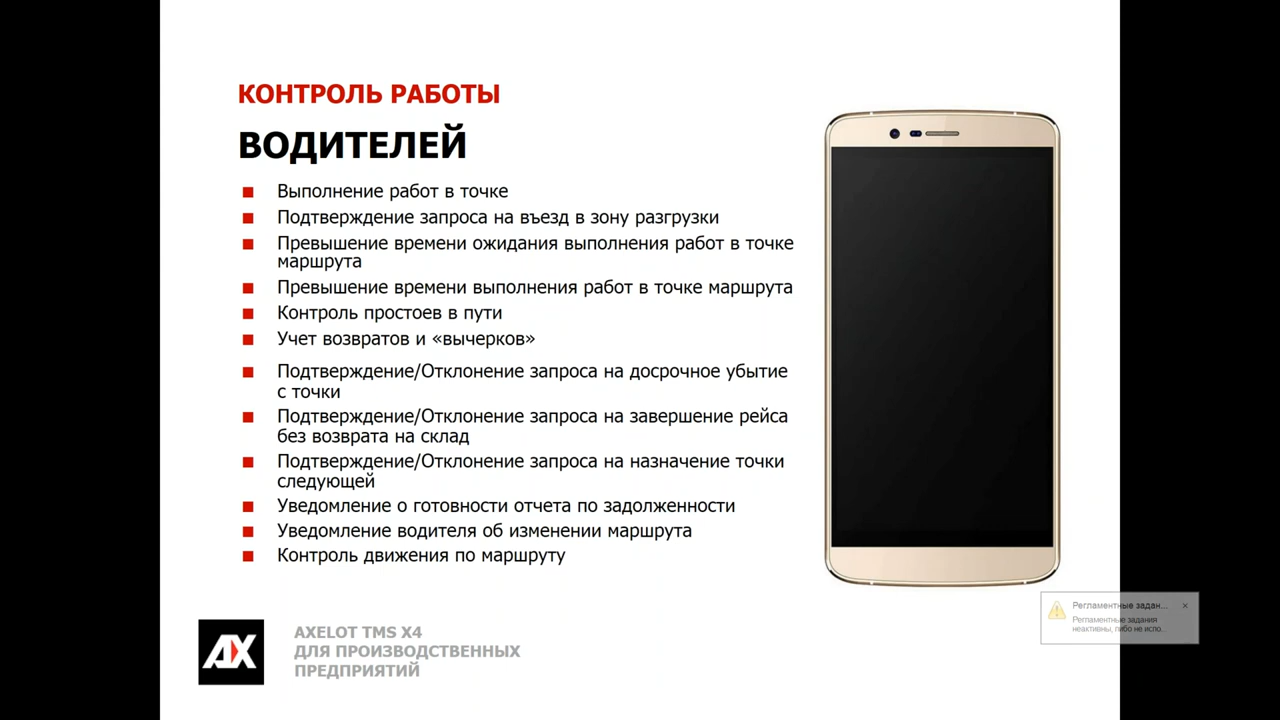 КОНТРОЛЬ РАБОТЫ
ВОДИТЕЛЕЙ
Выполнение работ в точке
Подтверждение запроса на въезд в зону разгрузки
Превышение времени ожидания выполнения работ в точке
маршрута
Превышение времени выполнения работ в точке маршрута
Контроль простоев в пути
Учет возвратов и «вычерков»
Подтверждение/Отклонение запроса на досрочное убытие
с точки
Подтверждение/Отклонение запроса на завершение рейса
без возврата на склад
Подтверждение/Отклонение запроса на назначение точки
следующей
Уведомление о готовности отчета по задолженности
Уведомление водителя об изменении маршрута
Контроль движения по маршруту
Регламентные задан...
Регламентные задания
неактивны, либо не испо...
AX
AXELOT TMS X4
ДЛЯ ПРОИЗВОДСТВЕННЫХ
ПРЕДПРИЯТИЙ